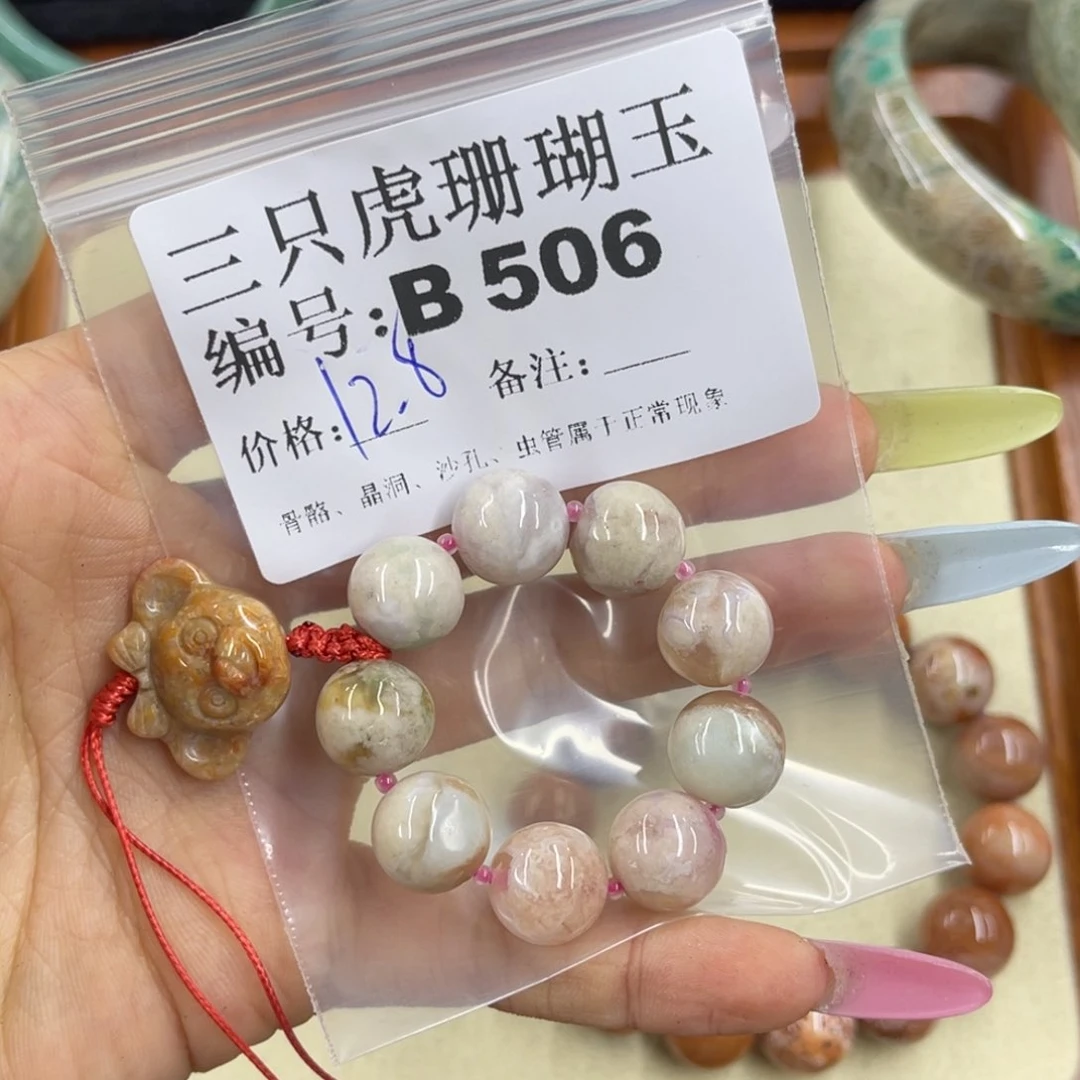 三只虎珊瑚玉
编号:B 506
价格:12.8 备注:
骨骼、晶洞、沙孔、虫管属于正常现象